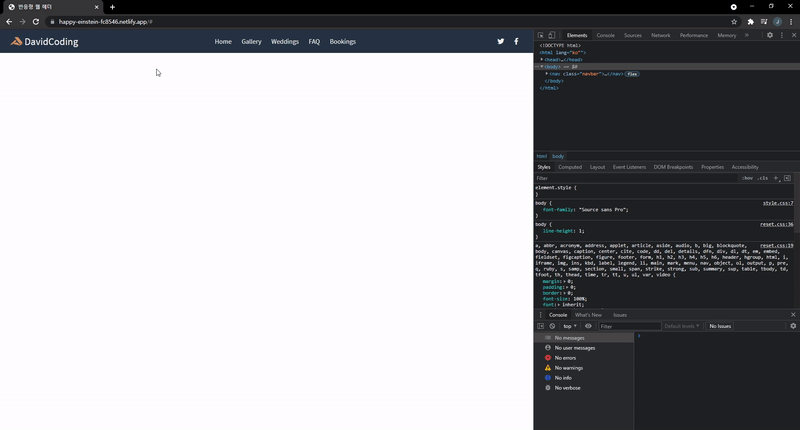 반응형 웹 헤더
happy-einstein-fc8546.netlify.app/#
J
DavidCoding
Home Gallery Weddings FAQ Bookings
Elements Console Sources Network Performance Memory
<!DOCTYPE html>
<html lang="ko">
<head>…</head>
<body> == $0
<nav class="navbar">…</nav> flex
</body>
</html>
html body
Styles Computed Layout Event Listeners DOM Breakpoints Properties Accessibility
Filter :hov .cls +
element.style {
}
body { style.css:7
font-family: "Source sans Pro";
}
body { reset.css:36
line-height: 1;
}
a, abbr, acronym, address, applet, article, aside, audio, b, big, blockquote, reset.css:19
body, canvas, caption, center, cite, code, dd, del, details, dfn, div, dl, dt, em, embed,
fieldset, figcaption, figure, footer, form, h1, h2, h3, h4, h5, h6, header, hgroup, html, i,
iframe, img, ins, kbd, label, legend, li, main, mark, menu, nav, object, ol, output, p, pre,
q, ruby, s, samp, section, small, span, strike, strong, sub, summary, sup, table, tbody, td,
tfoot, th, thead, time, tr, tt, u, ul, var, video {
margin: 0;
padding: 0;
border: 0;
font-size: 100%;
font: inherit;
Console What's New Issues
top Filter Default levels No Issues
No messages
No user messages
No errors
No warnings
No info
No verbose